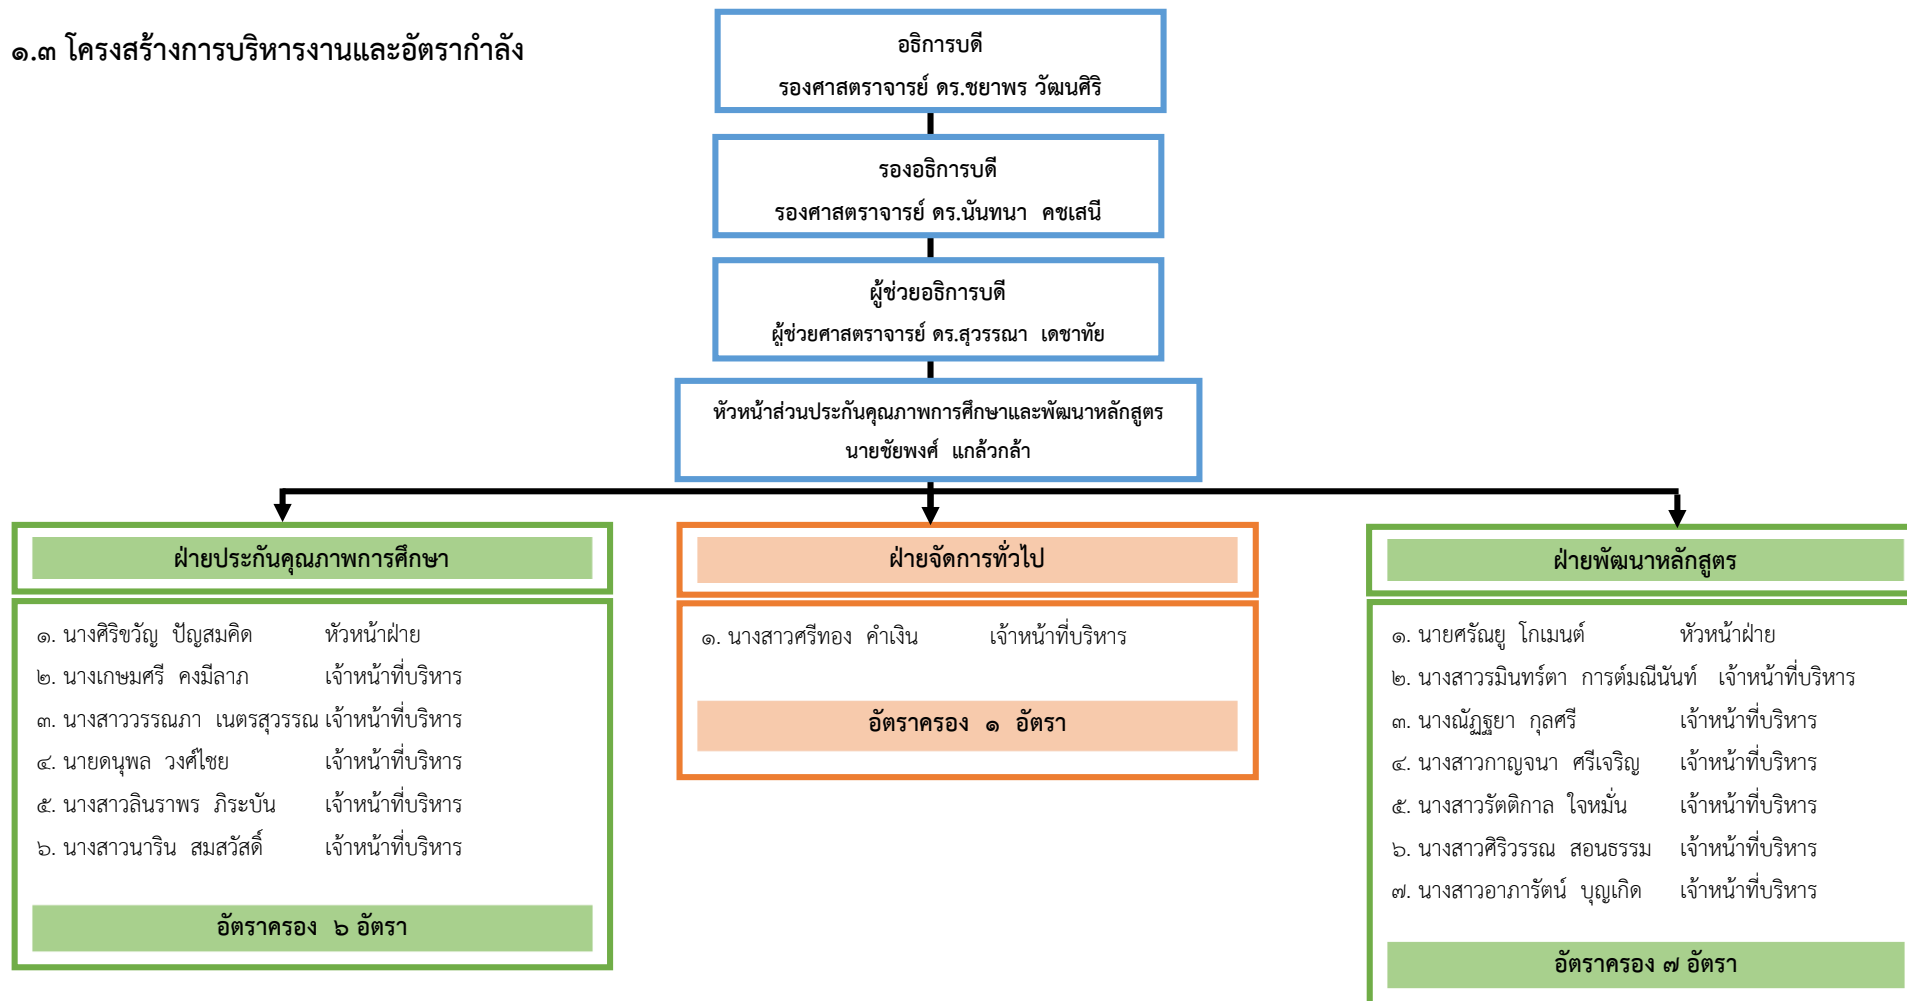 ๑.๓ โครงสร้างการบริหารงานและอัตรากำลัง
อธิการบดี
รองศาสตราจารย์ ดร.ชยาพร วัฒนศิริ
รองอธิการบดี
รองศาสตราจารย์ ดร.นันทนา คชเสนี
ผู้ช่วยอธิการบดี
ผู้ช่วยศาสตราจารย์ ดร.สุวรรณา เดชาทัย
หัวหน้าส่วนประกันคุณภาพการศึกษาและพัฒนาหลักสูตร
นายชัยพงศ์ แกล้วกล้า
ฝ่ายประกันคุณภาพการศึกษา
๑. นางศิริขวัญ ปัญสมคิด หัวหน้าฝ่าย
๒. นางเกษมศรี คงมีลาภ เจ้าหน้าที่บริหาร
๓. นางสาววรรณภา เนตรสุวรรณ เจ้าหน้าที่บริหาร
๔. นายดนุพล วงศ์ไชย เจ้าหน้าที่บริหาร
๕. นางสาวลินราพร ภิระบัน เจ้าหน้าที่บริหาร
๖. นางสาวนาริน สมสวัสดิ์ เจ้าหน้าที่บริหาร
อัตราครอง ๖ อัตรา
ฝ่ายจัดการทั่วไป
๑. นางสาวศรีทอง คำเงิน เจ้าหน้าที่บริหาร
อัตราครอง ๑ อัตรา
ฝ่ายพัฒนาหลักสูตร
๑. นายศรัณยู โกเมนต์ หัวหน้าฝ่าย
๒. นางสาวรมินทร์ตา การต์มณีนันท์ เจ้าหน้าที่บริหาร
๓. นางณัฏฐยา กุลศรี เจ้าหน้าที่บริหาร
๔. นางสาวกาญจนา ศรีเจริญ เจ้าหน้าที่บริหาร
๕. นางสาวรัตติกาล ใจหมั่น เจ้าหน้าที่บริหาร
๖. นางสาวศิริวรรณ สอนธรรม เจ้าหน้าที่บริหาร
๗. นางสาวอาภารัตน์ บุญเกิด เจ้าหน้าที่บริหาร
อัตราครอง ๗ อัตรา